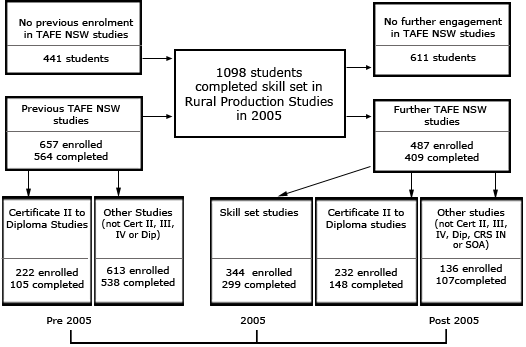 No previous enrolment
in TAFE NSW studies
441 students
Previous TAFE NSW
studies
657 enrolled
564 completed
1098 students
completed skill set in
Rural Production Studies
in 2005
No further engagement
in TAFE NSW studies
611 students
Further TAFE NSW
studies
487 enrolled
409 completed
Certificate II to
Diploma Studies
222 enrolled
105 completed
Other Studies
(not Cert II, III,
IV or Dip)
613 enrolled
538 completed
Skill set studies
344 enrolled
299 completed
Certificate II to
Diploma studies
232 enrolled
148 completed
Other studies
(not Cert II, III,
IV, Dip, CRS IN
or SOA)
136 enrolled
107completed
Pre 2005
2005
Post 2005